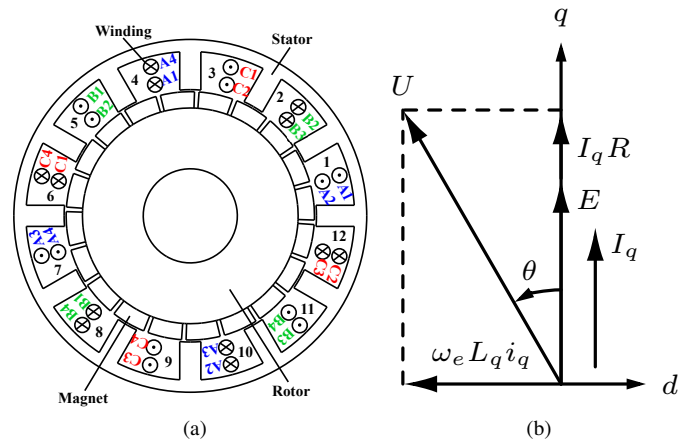 Winding
Stator
4
A4
A1
3
C1
C2
2
B2
B3
5
B1
B2
1
A1
A2
6
C4
C1
12
C2
C3
7
A3
A4
11
B4
B3
8
B4
B1
9
C4
C3
10
A3
A2
Magnet
Rotor
(a)
q
U
I_q R
E
I_q
θ
ω_e L_q i_q
d
(b)